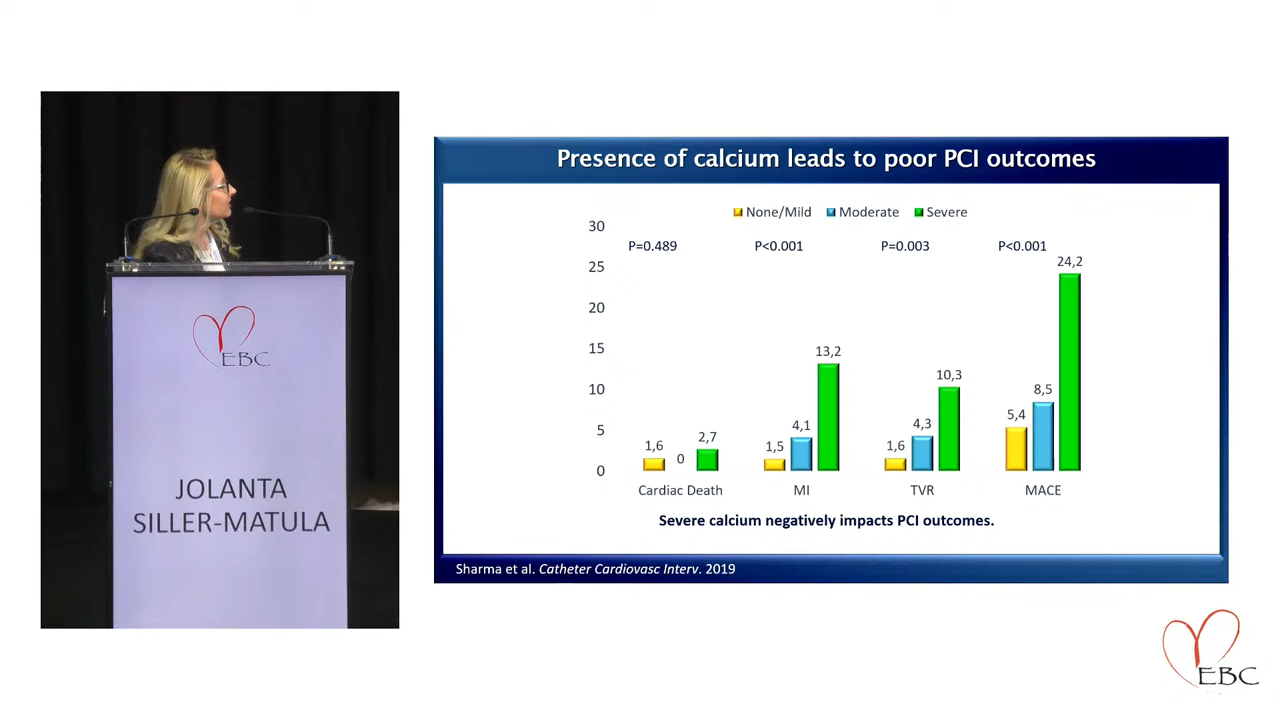 EBC
JOLANTA
SILLER-MATULA
Presence of calcium leads to poor PCI outcomes
None/Mild Moderate Severe
30
25
20
15
10
5
0
P=0.489 P<0.001 P=0.003 P<0.001
1,6 0 2,7
1,5 4,1 13,2
1,6 4,3 10,3
5,4 8,5 24,2
Cardiac Death MI TVR MACE
Severe calcium negatively impacts PCI outcomes.
Sharma et al. Catheter Cardiovasc Interv. 2019
EBC